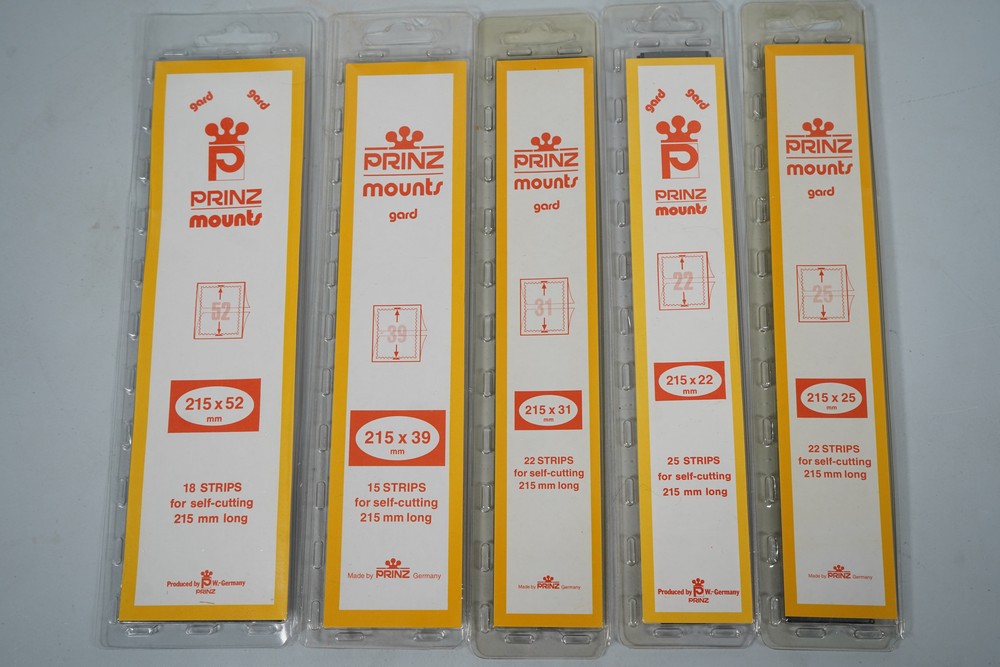 gard gard
P
PRINZ
mounts
52
215 x 52
mm
18 STRIPS
for self-cutting
215 mm long
Produced by P W.-Germany
PRINZ
PRINZ
mounts
gard
39
215 x 39
mm
15 STRIPS
for self-cutting
215 mm long
Made by PRINZ Germany
PRINZ
mounts
gard
31
215 x 31
mm
22 STRIPS
for self-cutting
215 mm long
Made by PRINZ Germany
gard gard
P
PRINZ
mounts
22
215 x 22
mm
25 STRIPS
for self-cutting
215 mm long
Produced by P W.-Germany
PRINZ
PRINZ
mounts
gard
25
215 x 25
mm
22 STRIPS
for self-cutting
215 mm long
Made by PRINZ Germany